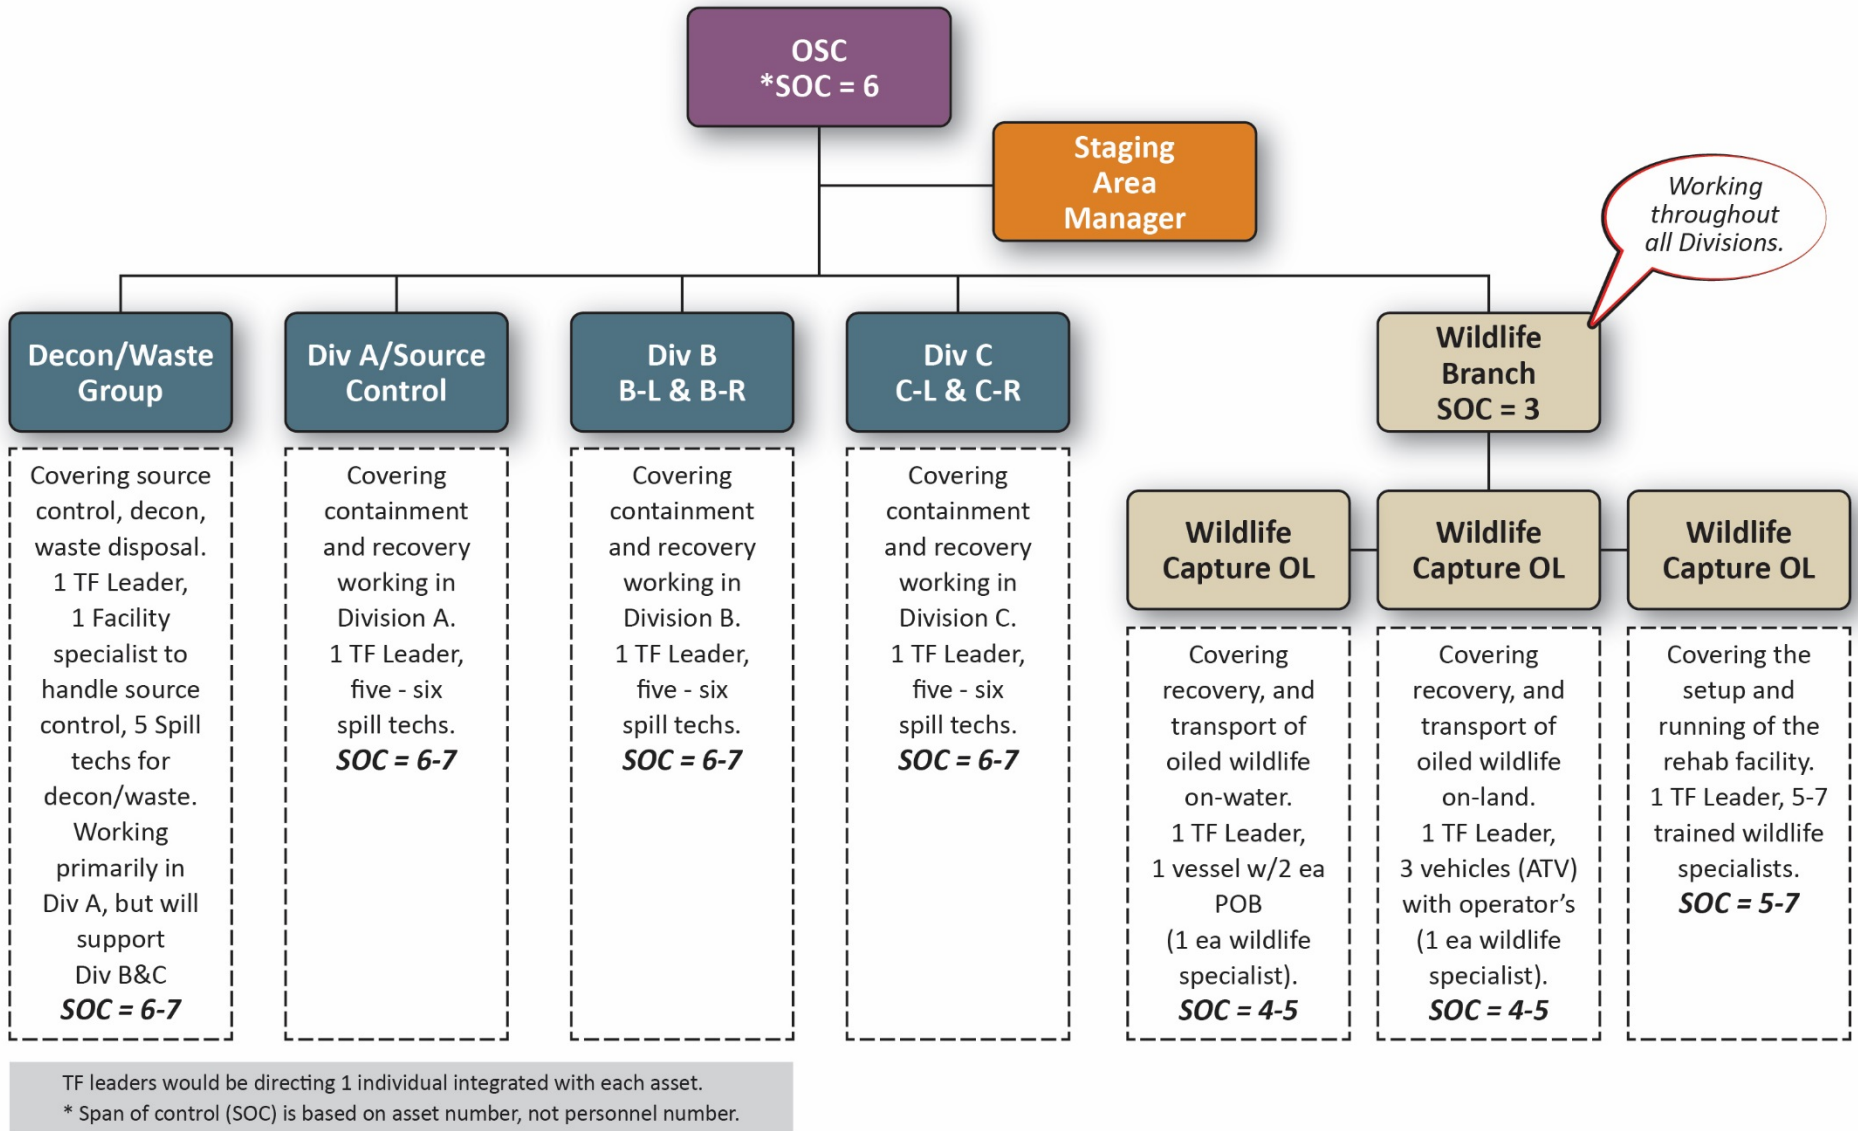 OSC
*SOC = 6
Staging
Area
Manager
Working
throughout
all Divisions.
Decon/Waste
Group
Div A/Source
Control
Div B
B-L & B-R
Div C
C-L & C-R
Wildlife
Branch
SOC = 3
Covering source
control, decon,
waste disposal.
1 TF Leader,
1 Facility
specialist to
handle source
control, 5 Spill
techs for
decon/waste.
Working
primarily in
Div A, but will
support
Div B&C
SOC = 6-7
Covering
containment
and recovery
working in
Division A.
1 TF Leader,
five - six
spill techs.
SOC = 6-7
Covering
containment
and recovery
working in
Division B.
1 TF Leader,
five - six
spill techs.
SOC = 6-7
Covering
containment
and recovery
working in
Division C.
1 TF Leader,
five - six
spill techs.
SOC = 6-7
Wildlife
Capture OL
Wildlife
Capture OL
Wildlife
Capture OL
Covering
recovery, and
transport of
oiled wildlife
on-water.
1 TF Leader,
1 vessel w/2 ea
POB
(1 ea wildlife
specialist).
SOC = 4-5
Covering
recovery, and
transport of
oiled wildlife
on-land.
1 TF Leader,
3 vehicles (ATV)
with operator’s
(1 ea wildlife
specialist).
SOC = 4-5
Covering the
setup and
running of the
rehab facility.
1 TF Leader, 5-7
trained wildlife
specialists.
SOC = 5-7
TF leaders would be directing 1 individual integrated with each asset.
* Span of control (SOC) is based on asset number, not personnel number.